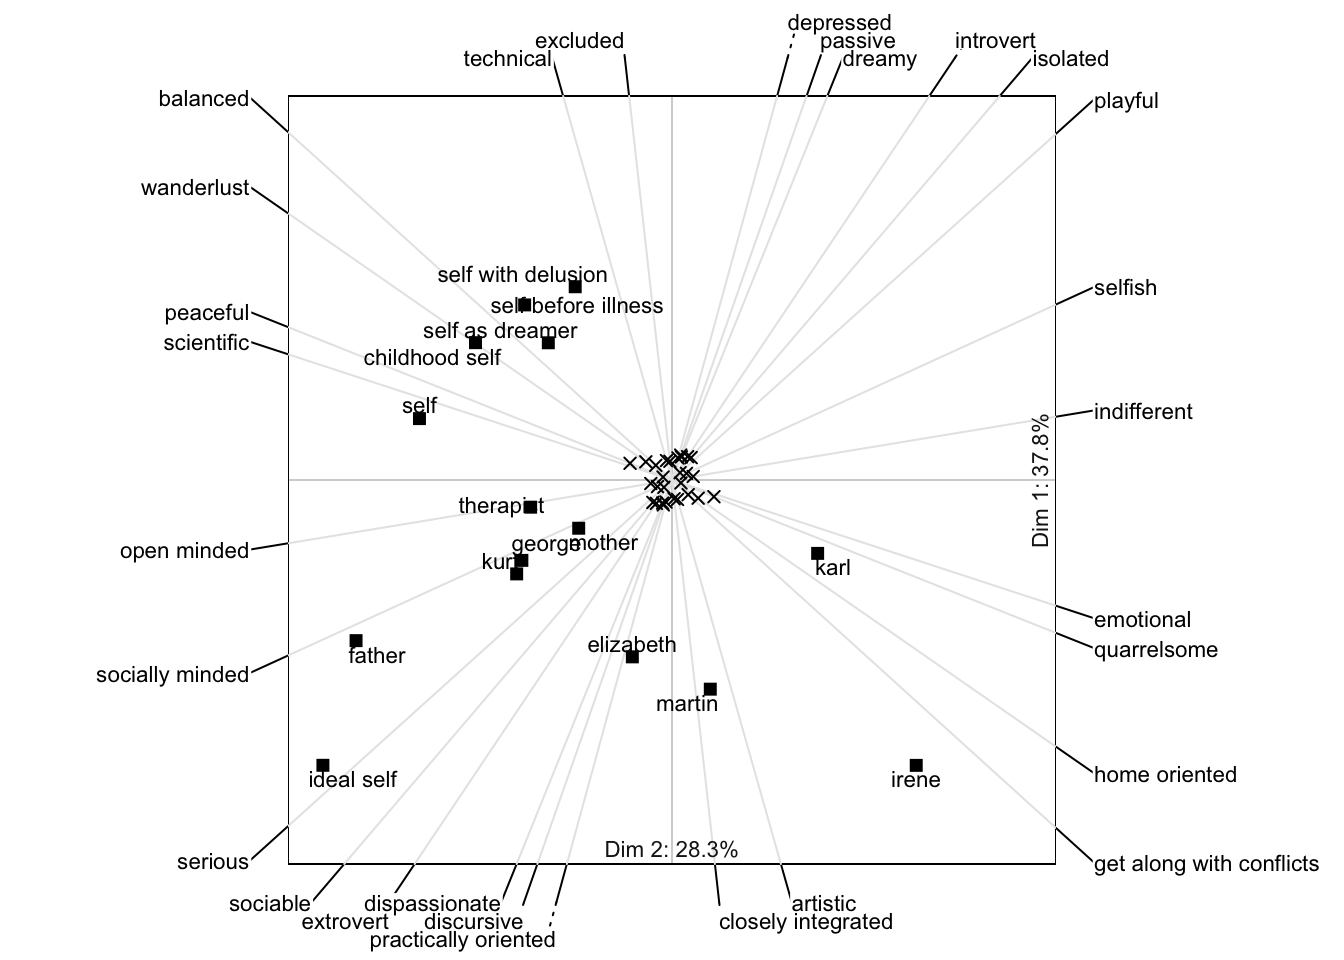 depressed
excluded
passive
introvert
technical
dreamy
isolated
balanced
playful
wanderlust
self with delusion
selfish
self before illness
peaceful
self as dreamer
scientific
childhood self
self
indifferent
Dim 1: 37.8%
therapist
george
mother
open minded
kurt
karl
emotional
elizabeth
quarrelsome
father
socially minded
martin
home oriented
ideal self
irene
Dim 2: 28.3%
serious
get along with conflicts
sociable
dispassionate
artistic
extrovert
discursive
closely integrated
practically oriented